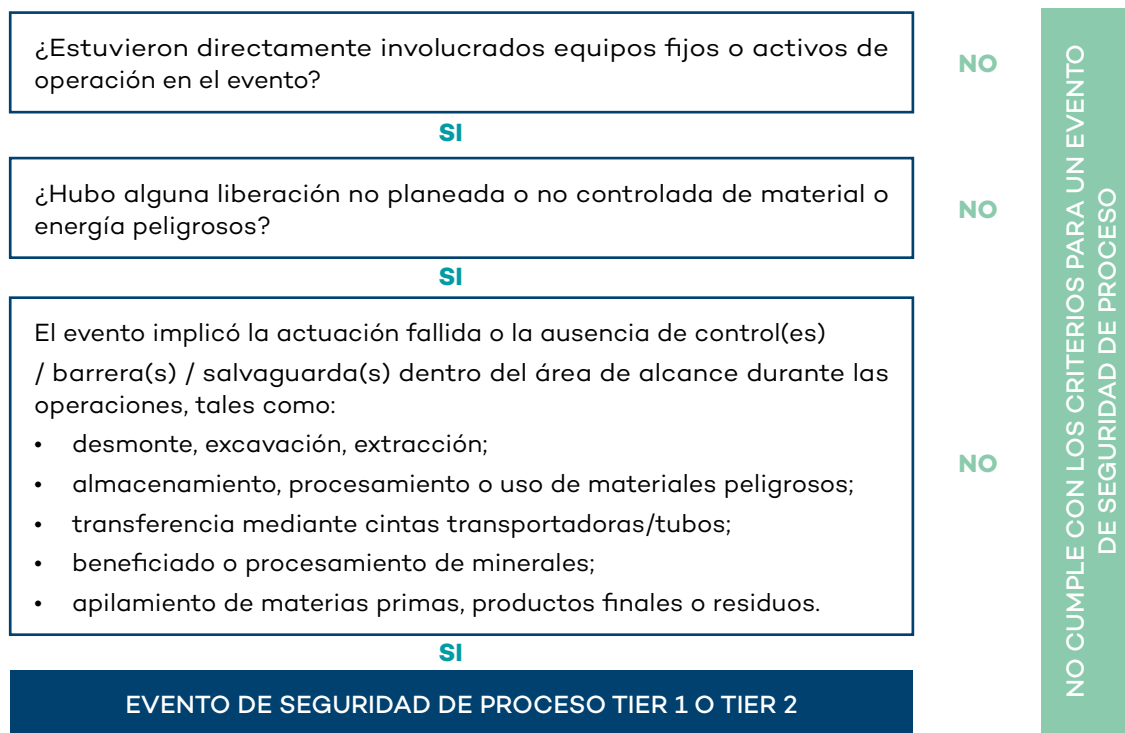 ¿Estuvieron directamente involucrados equipos fijos o activos de
operación en el evento?
NO
SI
¿Hubo alguna liberación no planeada o no controlada de material o
energía peligrosos?
NO
SI
El evento implicó la actuación fallida o la ausencia de control(es)
/ barrera(s) / salvaguarda(s) dentro del área de alcance durante las
operaciones, tales como:
• desmonte, excavación, extracción;
• almacenamiento, procesamiento o uso de materiales peligrosos;
• transferencia mediante cintas transportadoras/tubos;
• beneficiado o procesamiento de minerales;
• apilamiento de materias primas, productos finales o residuos.
NO
SI
EVENTO DE SEGURIDAD DE PROCESO TIER 1 O TIER 2
NO CUMPLE CON LOS CRITERIOS PARA UN EVENTO
DE SEGURIDAD DE PROCESO